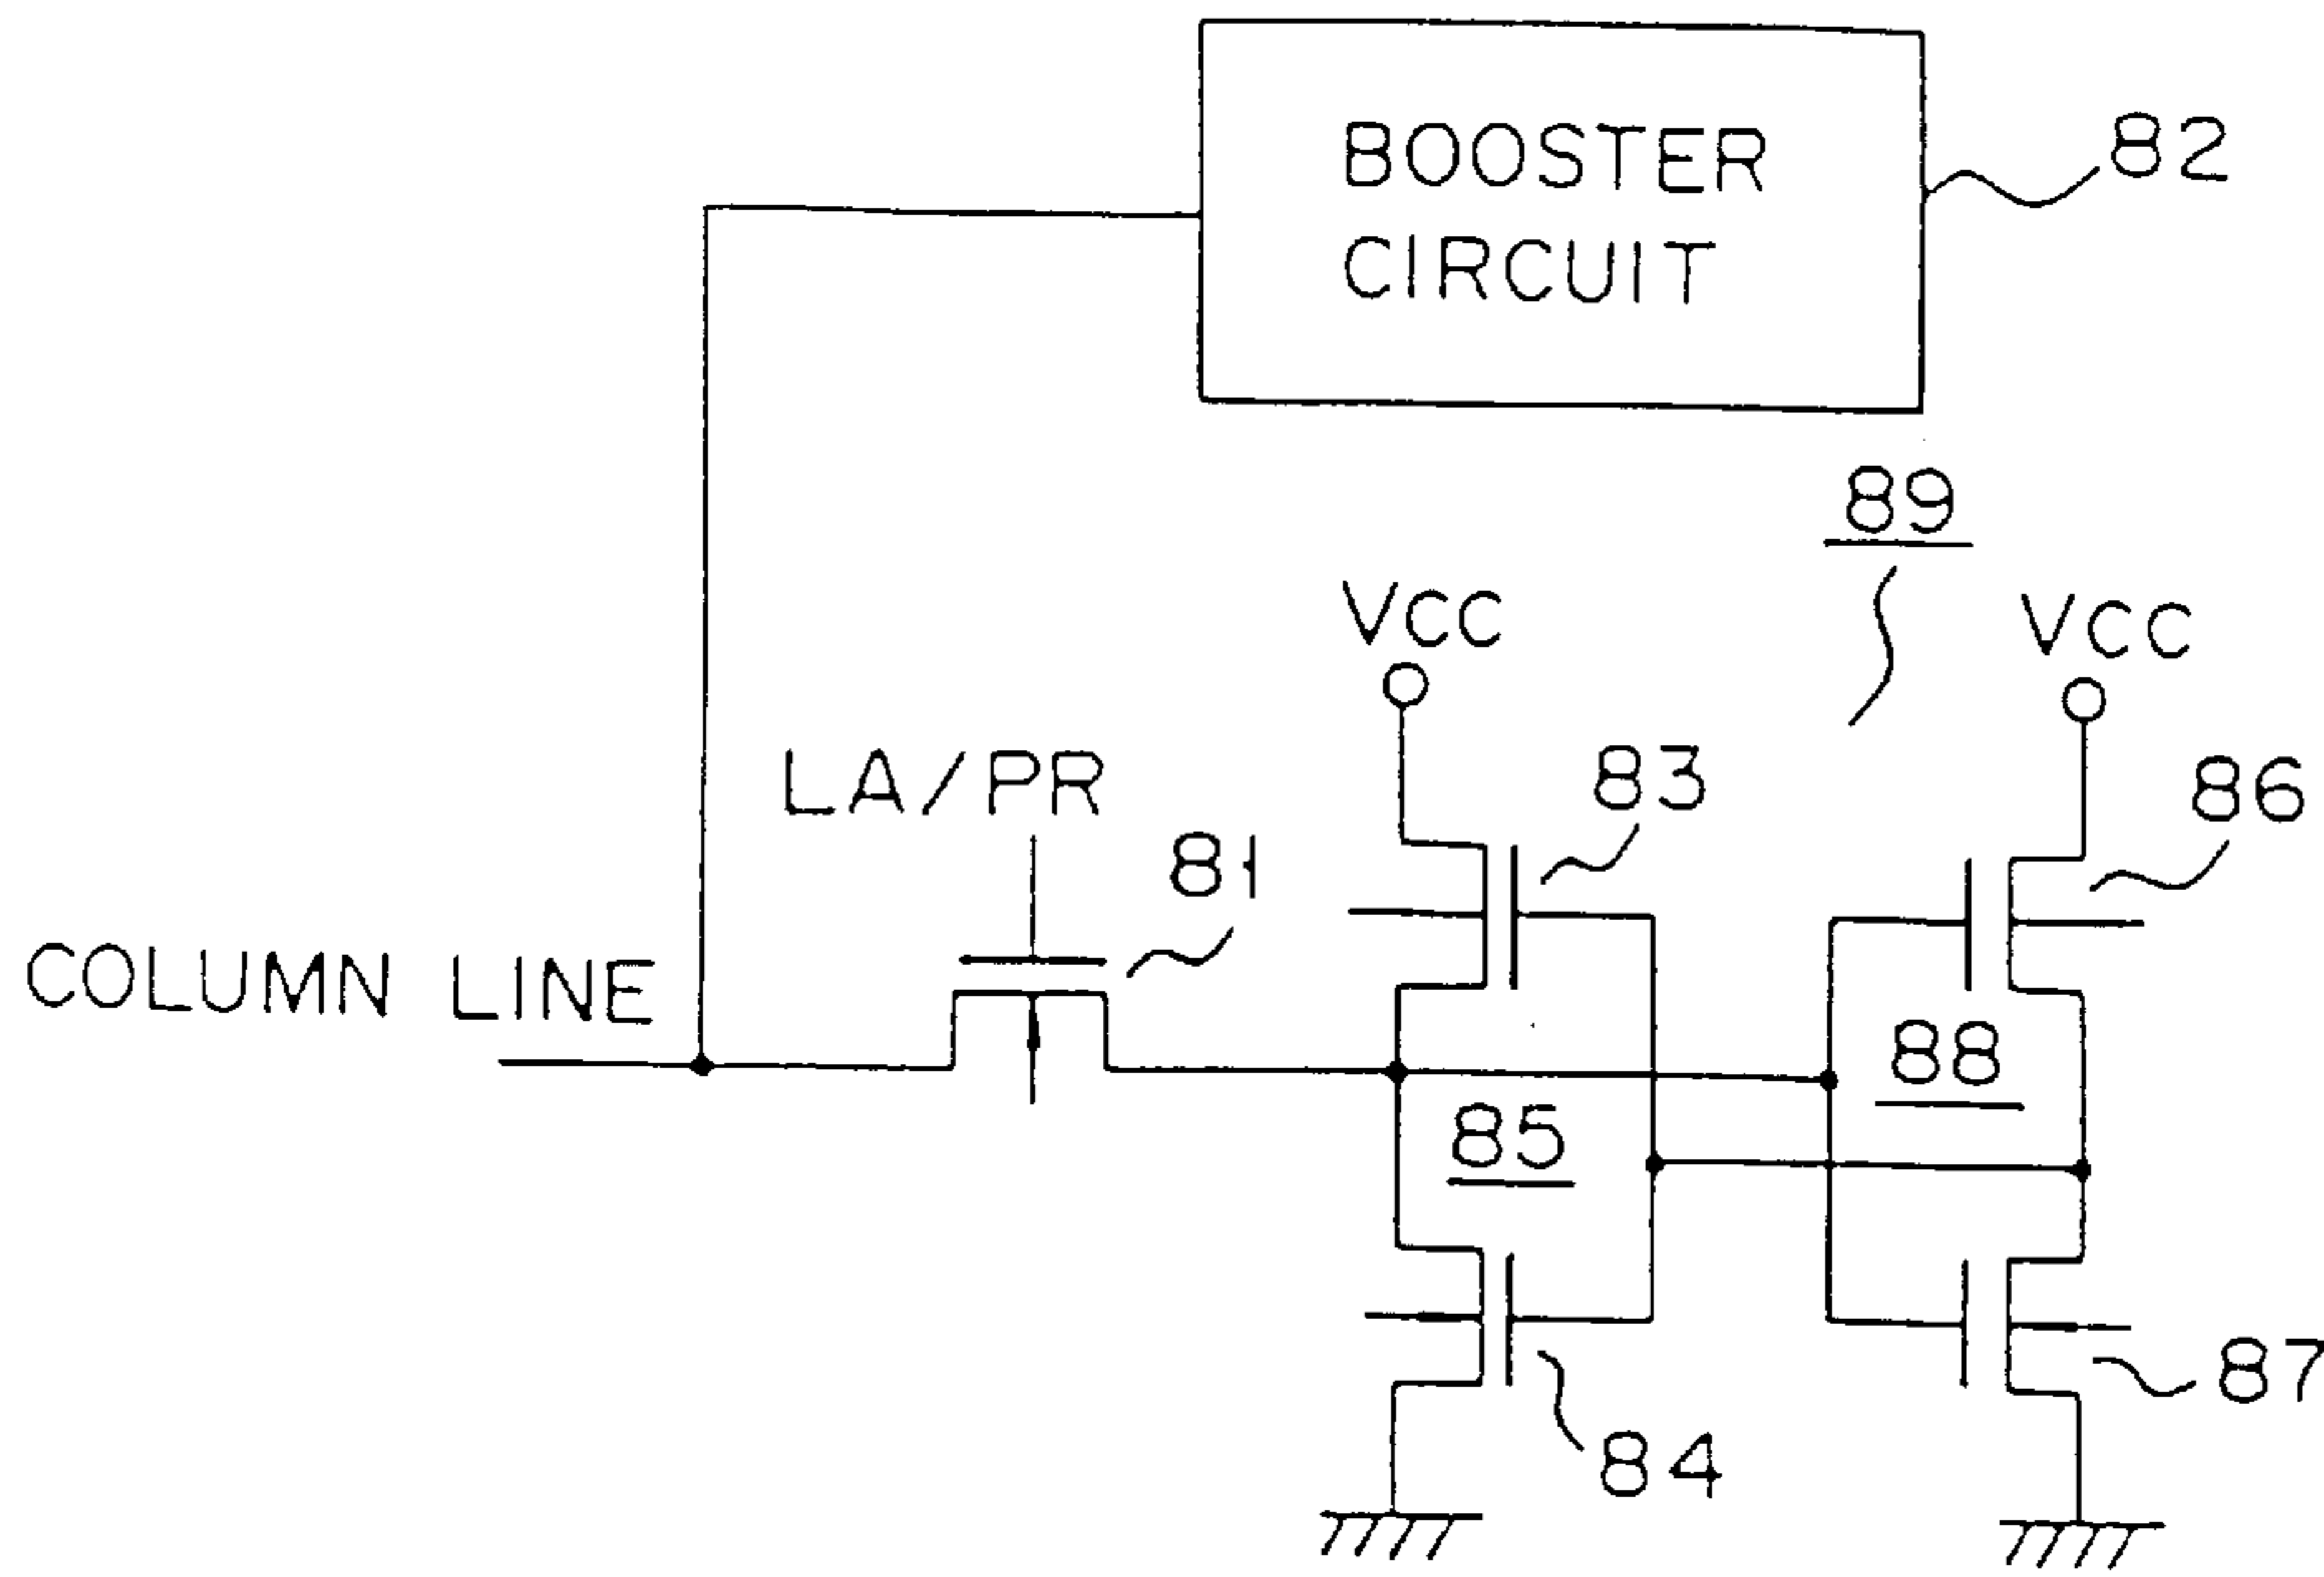 BOOSTER
CIRCUIT
82
89
VCC
VCC
LA/PR
83
86
81
COLUMN LINE
88
85
87
84